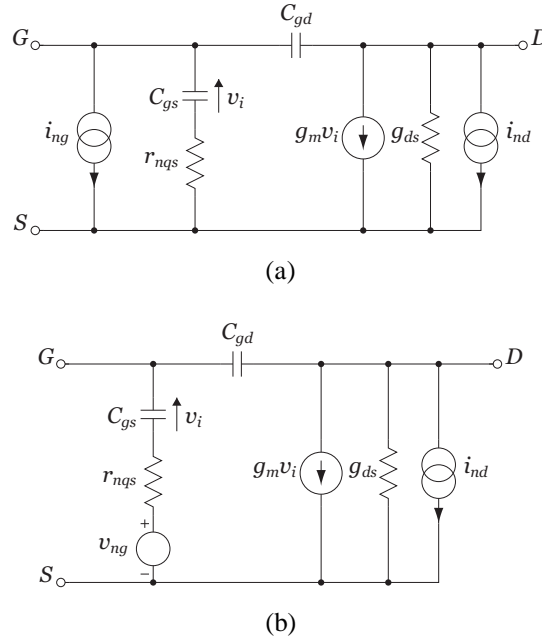 C_gd
G
D
C_gs
v_i
i_ng
r_nqs
g_m v_i
g_ds
i_nd
S
(a)
C_gd
G
D
C_gs
v_i
r_nqs
g_m v_i
g_ds
i_nd
+
v_ng
−
S
(b)